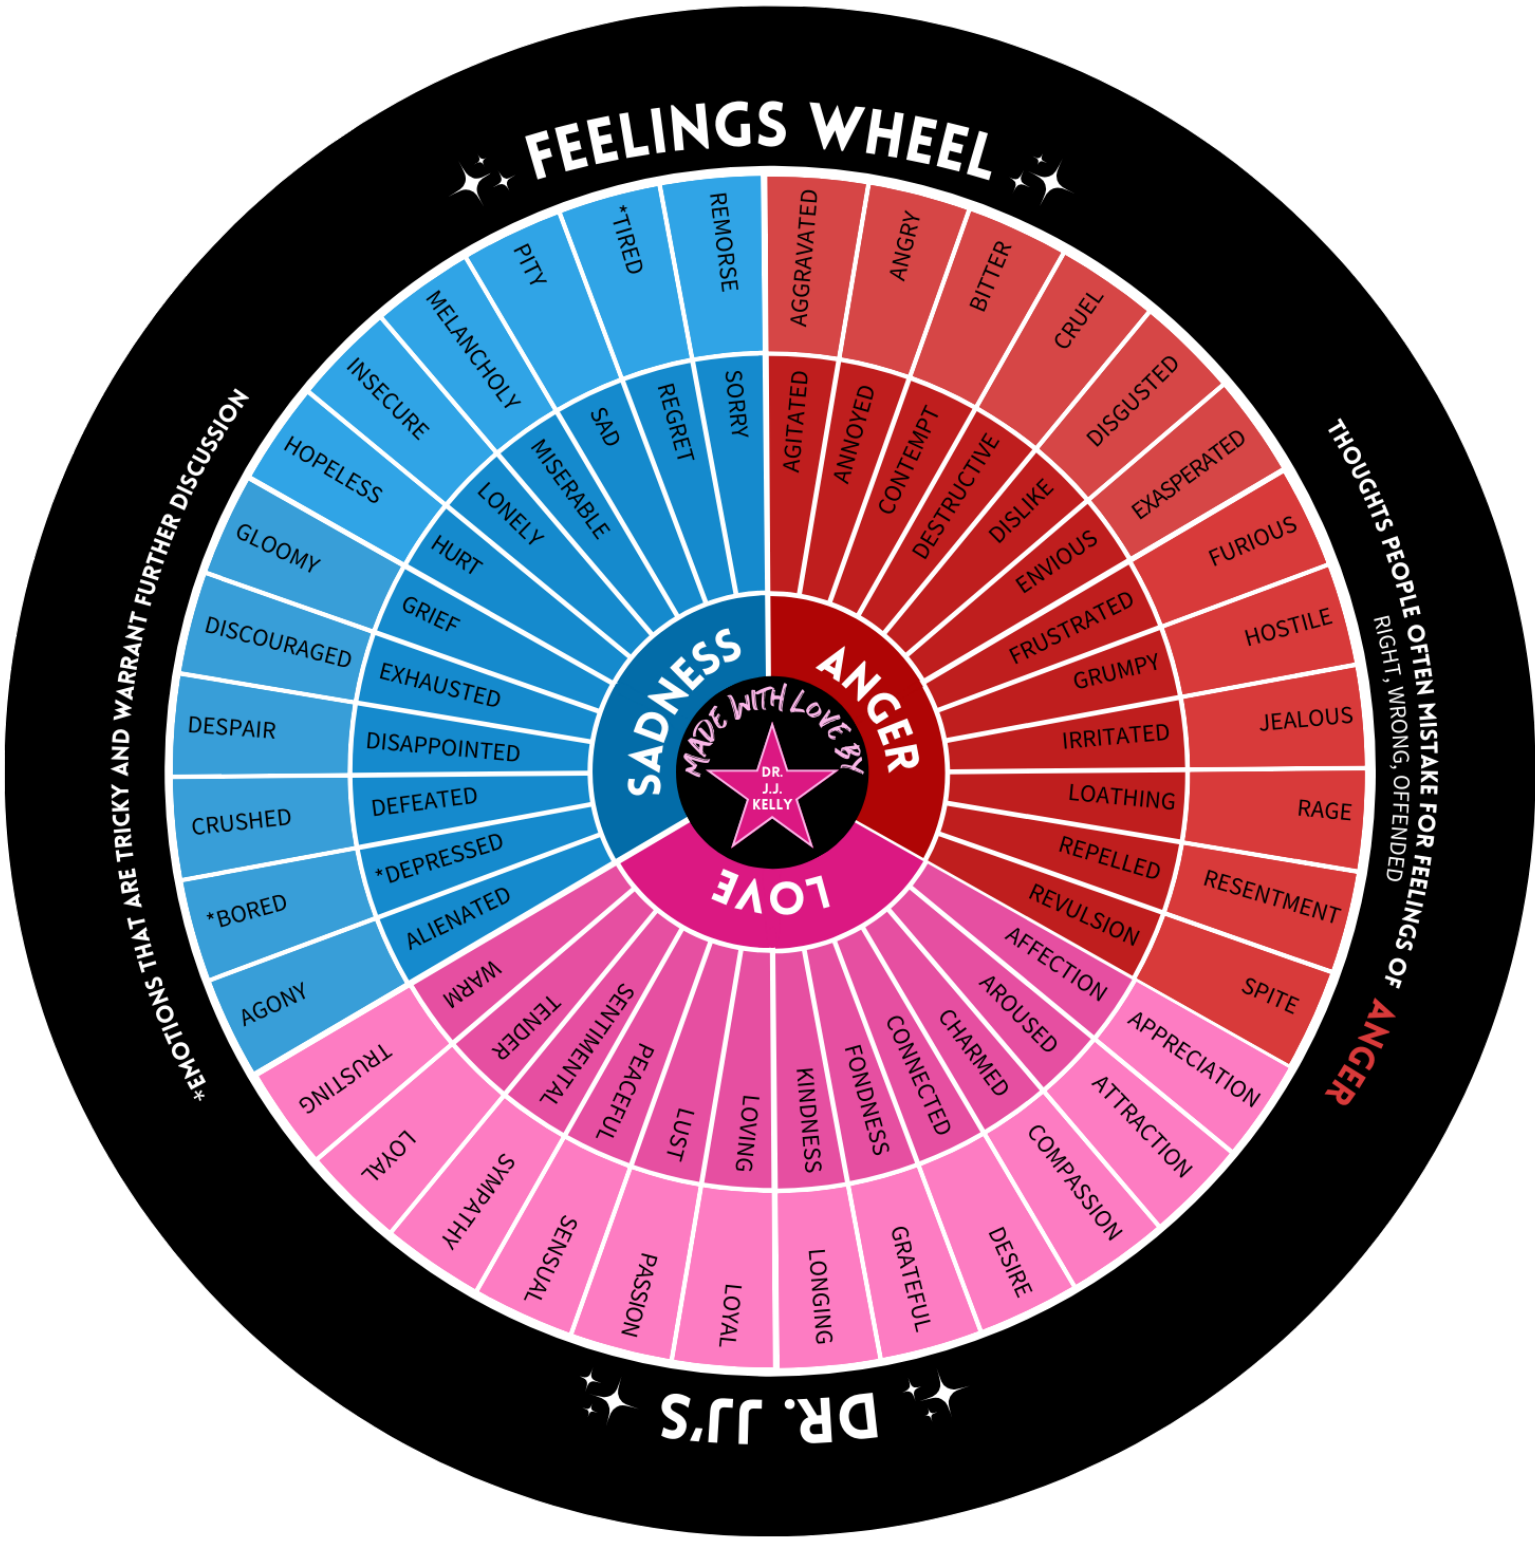 FEELINGS WHEEL
AGGRAVATED
ANGRY
BITTER
CRUEL
DISGUSTED
EXASPERATED
FURIOUS
HOSTILE
JEALOUS
RAGE
RESENTMENT
SPITE
AGITATED
ANNOYED
CONTEMPT
DESTRUCTIVE
DISLIKE
ENVIOUS
FRUSTRATED
GRUMPY
IRRITATED
LOATHING
REPELLED
REVULSION
ANGER
APPRECIATION
ATTRACTION
COMPASSION
DESIRE
GRATEFUL
LONGING
LOYAL
PASSION
SENSUAL
SYMPATHY
LOYAL
TRUSTING
AFFECTION
AROUSED
CHARMED
CONNECTED
FONDNESS
KINDNESS
LOVING
LUST
PEACEFUL
SENTIMENTAL
TENDER
WARM
LOVE
AGONY
*BORED
CRUSHED
DESPAIR
DISCOURAGED
GLOOMY
HOPELESS
INSECURE
MELANCHOLY
PITY
*TIRED
REMORSE
ALIENATED
*DEPRESSED
DEFEATED
DISAPPOINTED
EXHAUSTED
GRIEF
HURT
LONELY
MISERABLE
SAD
REGRET
SORRY
SADNESS
MADE WITH LOVE BY
DR.
J.J.
KELLY
THOUGHTS PEOPLE OFTEN MISTAKE FOR FEELINGS OF ANGER
RIGHT, WRONG, OFFENDED
*EMOTIONS THAT ARE TRICKY AND WARRANT FURTHER DISCUSSION
DR. JJ'S